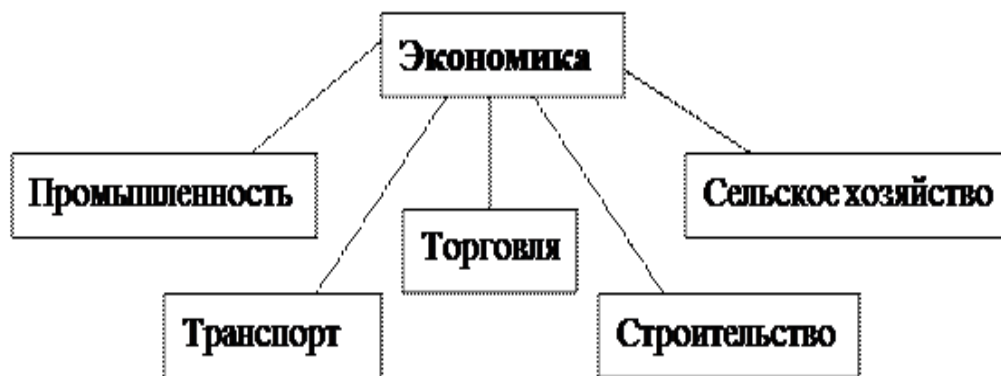 Экономика
Промышленность
Сельское хозяйство
Торговля
Транспорт
Строительство